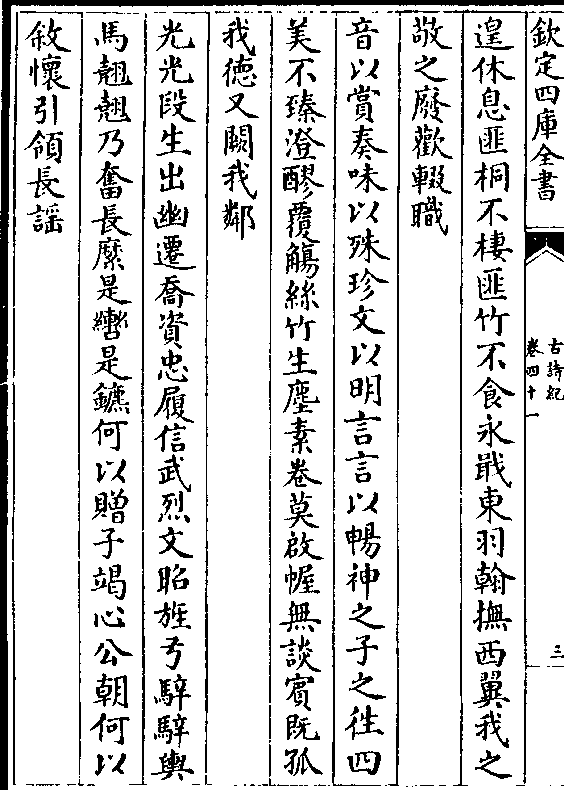 欽定四庫全書
古詩紀
卷四十一
三
遑休息匪桐不棲匪竹不食永戢東羽翰撫西翼我之
敬之廢歡輟職
音以賞奏味以殊珍文以明言言以暢神之子之徃四
美不臻澄醪覆觴絲竹生塵素卷莫啟幄無談賓既孤
我德又闕我鄰
光光段生出幽遷喬資忠履信武烈文昭旌弓騂騂輿
馬翹翹乃奮長縻是轡是鑣何以贈子竭心公朝何以
敘懷引領長謡